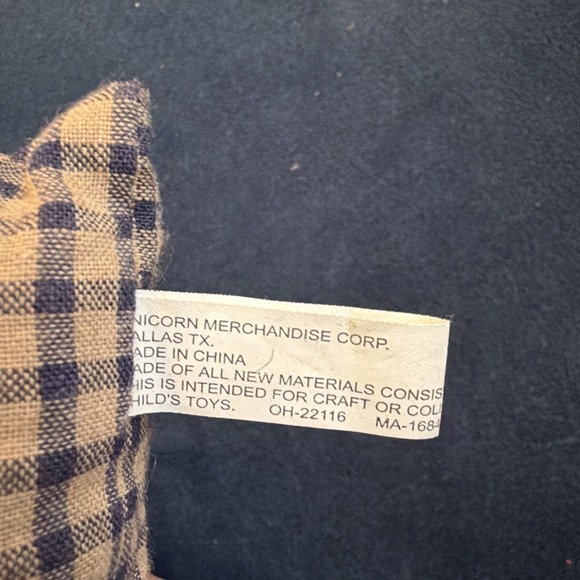 NICORN MERCHANDISE CORP.
ALLAS TX.
ADE IN CHINA
ADE OF ALL NEW MATERIALS CONSIS
HIS IS INTENDED FOR CRAFT OR COL
HILD'S TOYS. OH-22116 MA-1684